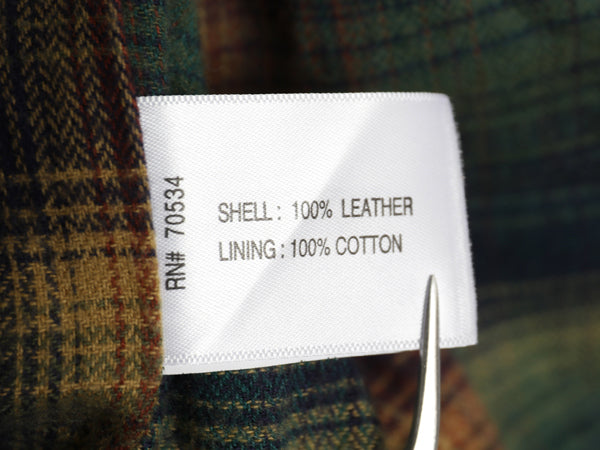 RN# 70534
SHELL: 100% LEATHER
LINING: 100% COTTON